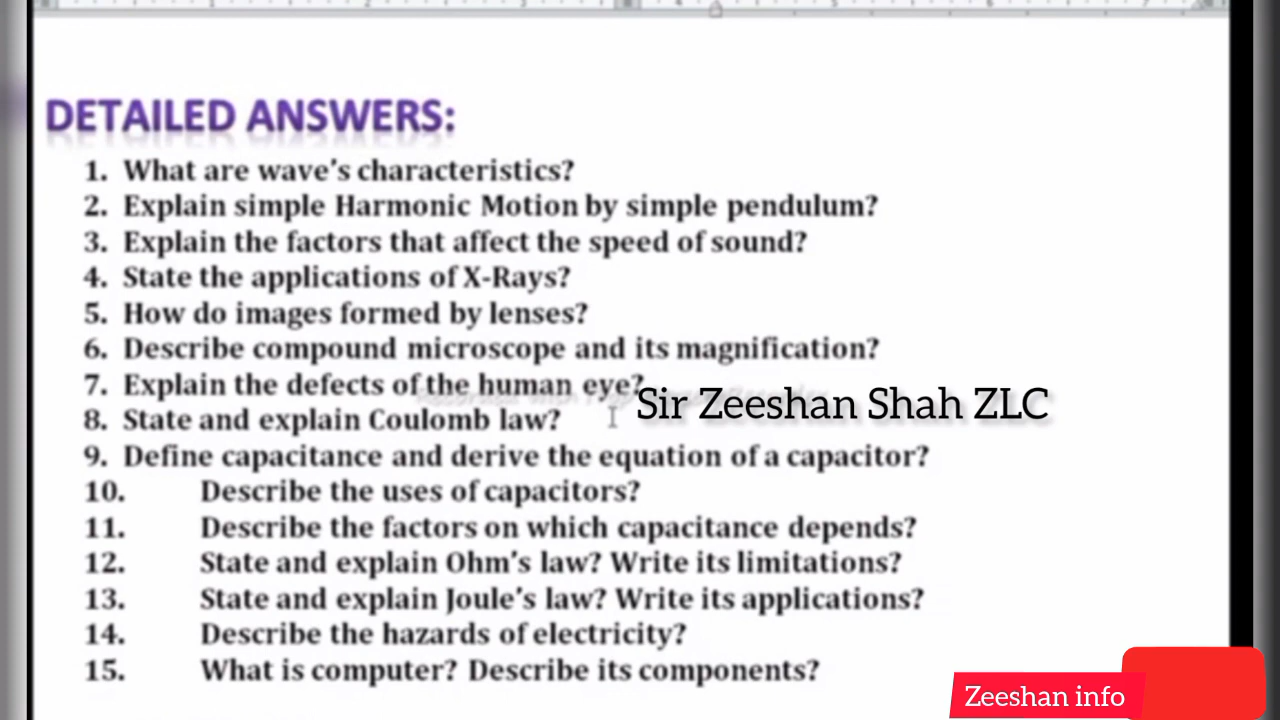 DETAILED ANSWERS:
1. What are wave's characteristics?
2. Explain simple Harmonic Motion by simple pendulum?
3. Explain the factors that affect the speed of sound?
4. State the applications of X-Rays?
5. How do images formed by lenses?
6. Describe compound microscope and its magnification?
7. Explain the defects of the human eye?
Sir Zeeshan Shah ZLC
8. State and explain Coulomb law?
9. Define capacitance and derive the equation of a capacitor?
10. Describe the uses of capacitors?
11. Describe the factors on which capacitance depends?
12. State and explain Ohm's law? Write its limitations?
13. State and explain Joule's law? Write its applications?
14. Describe the hazards of electricity?
15. What is computer? Describe its components?
Zeeshan info